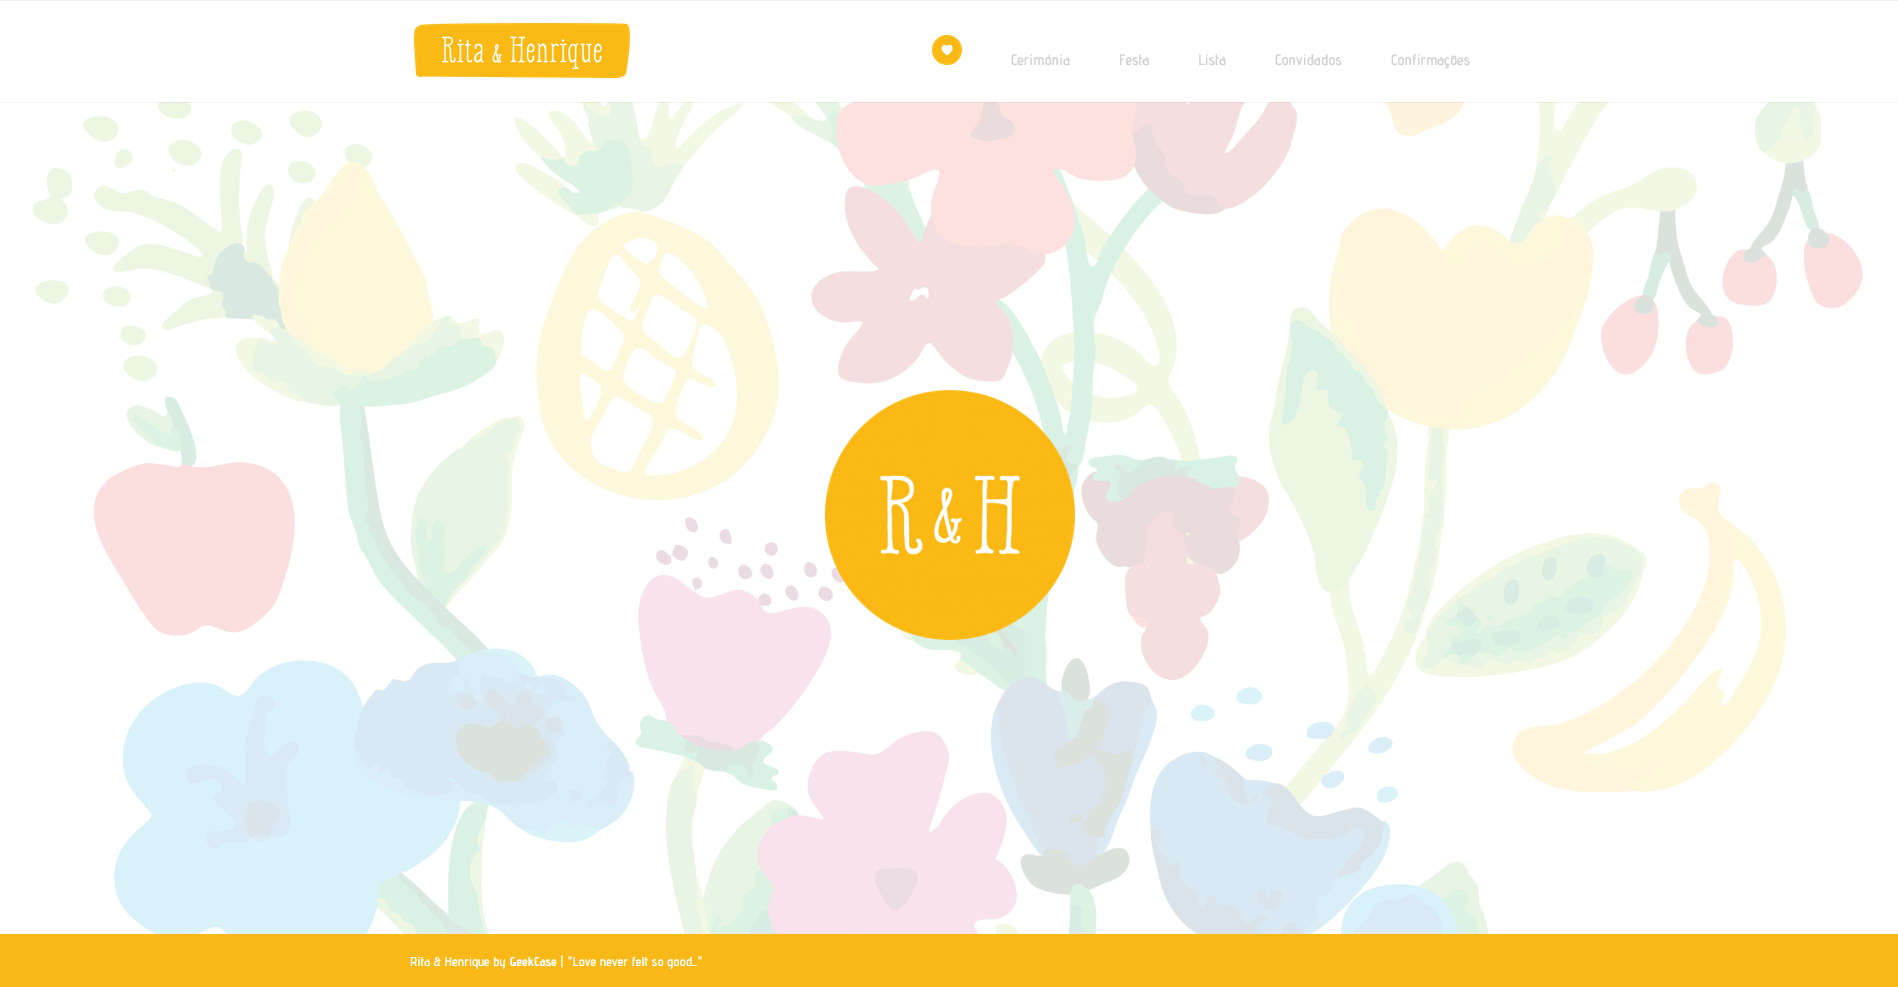 Rita & Henrique
Cerimónia Festa Lista Convidados Confirmações
R & H
Rita & Henrique by GeekCase | "Love never felt so good..."